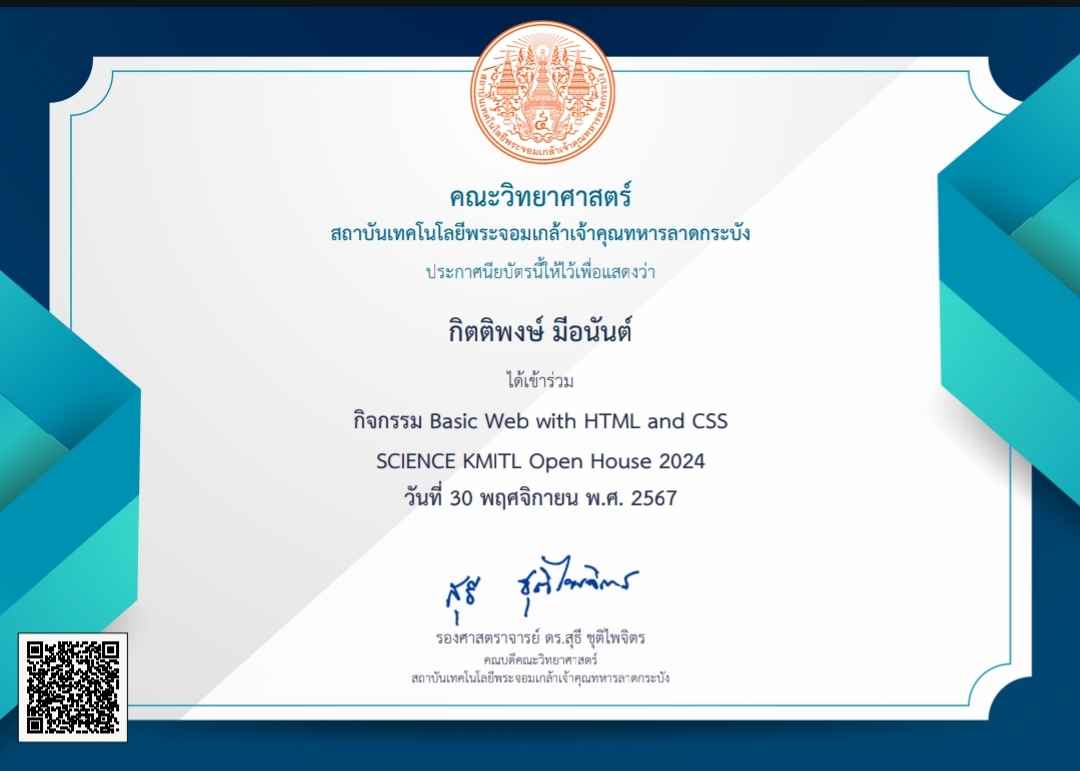 สถาบันเทคโนโลยีพระจอมเกล้าเจ้าคุณทหารลาดกระบัง
คณะวิทยาศาสตร์
สถาบันเทคโนโลยีพระจอมเกล้าเจ้าคุณทหารลาดกระบัง
ประกาศนียบัตรนี้ให้ไว้เพื่อแสดงว่า
กิตติพงษ์ มีอนันต์
ได้เข้าร่วม
กิจกรรม Basic Web with HTML and CSS
SCIENCE KMITL Open House 2024
วันที่ 30 พฤศจิกายน พ.ศ. 2567
สุธี ชุติไพจิตร
รองศาสตราจารย์ ดร.สุธี ชุติไพจิตร
คณบดีคณะวิทยาศาสตร์
สถาบันเทคโนโลยีพระจอมเกล้าเจ้าคุณทหารลาดกระบัง